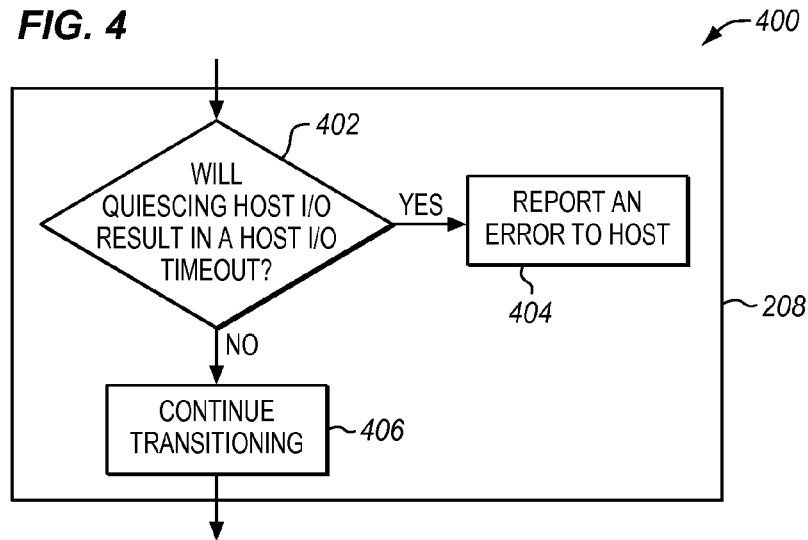 FIG. 4
400
402
WILL
QUIESCING HOST I/O
RESULT IN A HOST I/O
TIMEOUT?
YES
REPORT AN
ERROR TO HOST
404
208
NO
CONTINUE
TRANSITIONING
406